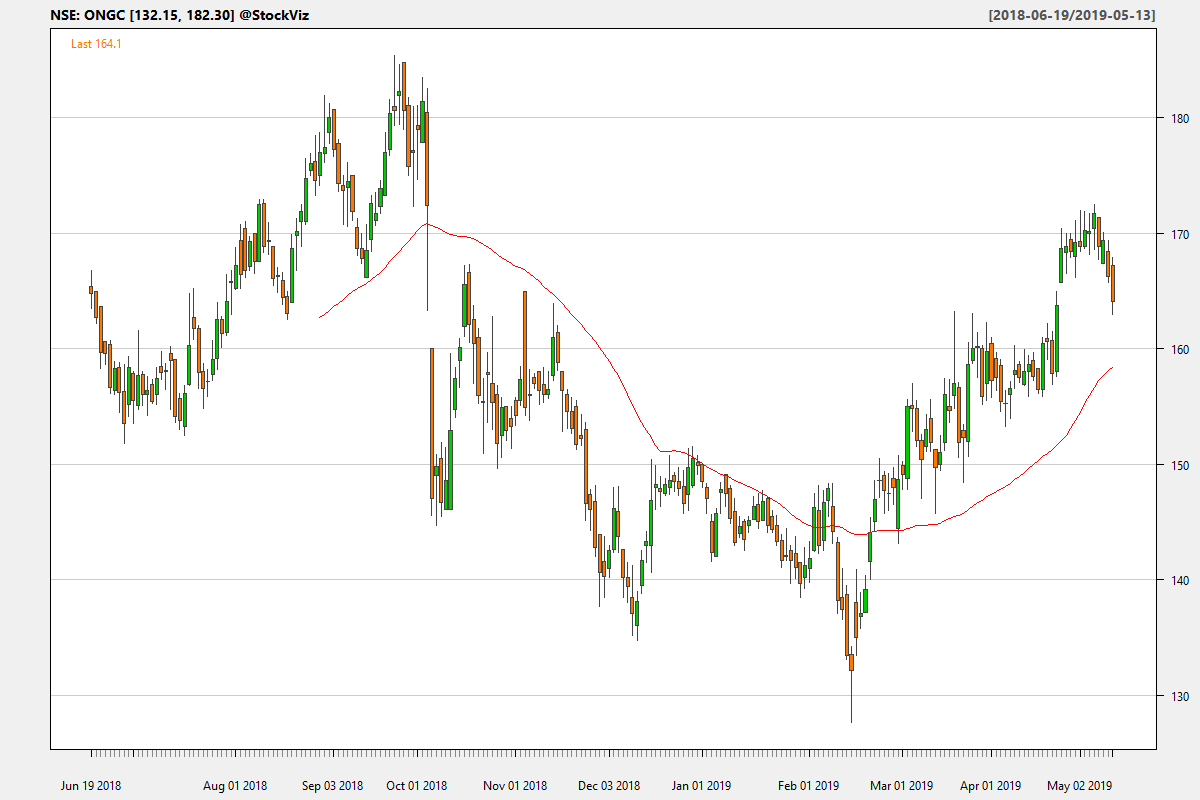 NSE: ONGC [132.15, 182.30] @StockViz
[2018-06-19/2019-05-13]
Last 164.1
180
170
160
150
140
130
Jun 19 2018 Aug 01 2018 Sep 03 2018 Oct 01 2018 Nov 01 2018 Dec 03 2018 Jan 01 2019 Feb 01 2019 Mar 01 2019 Apr 01 2019 May 02 2019